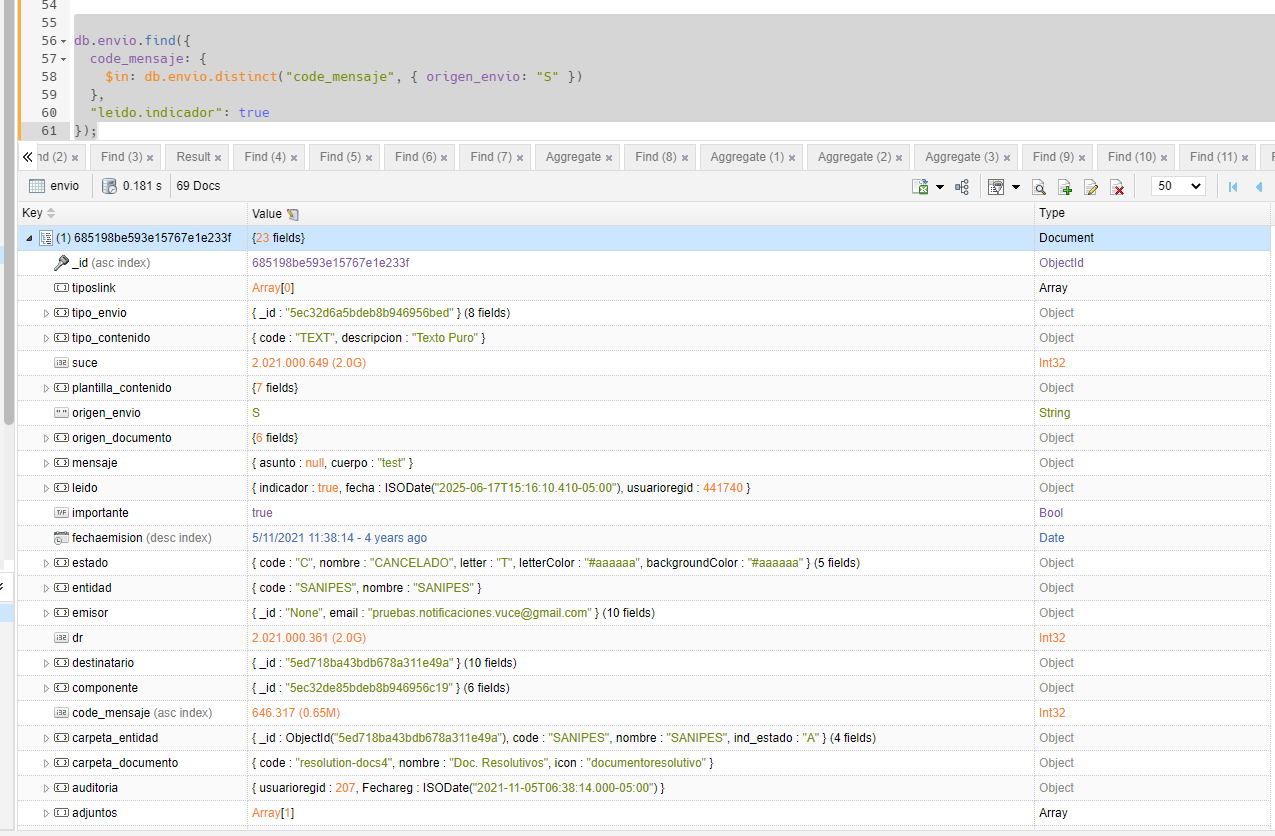 54
55
56 db.envio.find({
57 code_mensaje: {
58 $in: db.envio.distinct("code_mensaje", { origen_envio: "S" })
59 },
60 "leido.indicador": true
61 });
nd (2) × Find (3) × Result × Find (4) × Find (5) × Find (6) × Find (7) × Aggregate × Find (8) × Aggregate (1) × Aggregate (2) × Aggregate (3) × Find (9) × Find (10) × Find (11) × F
envio 0.181 s 69 Docs 50
Key Value Type
(1) 685198be593e15767e1e233f {23 fields} Document
_id (asc index) 685198be593e15767e1e233f ObjectId
tiposlink Array[0] Array
tipo_envio { _id : "5ec32d6a5bdeb8b946956bed" } (8 fields) Object
tipo_contenido { code : "TEXT", descripcion : "Texto Puro" } Object
i32 suce 2.021.000.649 (2.0G) Int32
plantilla_contenido {7 fields} Object
" " origen_envio S String
origen_documento {6 fields} Object
mensaje { asunto : null, cuerpo : "test" } Object
leido { indicador : true, fecha : ISODate("2025-06-17T15:16:10.410-05:00"), usuarioregid : 441740 } Object
T/F importante true Bool
fechaemision (desc index) 5/11/2021 11:38:14 - 4 years ago Date
estado { code : "C", nombre : "CANCELADO", letter : "T", letterColor : "#aaaaaa", backgroundColor : "#aaaaaa" } (5 fields) Object
entidad { code : "SANIPES", nombre : "SANIPES" } Object
emisor { _id : "None", email : "pruebas.notificaciones.vuce@gmail.com" } (10 fields) Object
i32 dr 2.021.000.361 (2.0G) Int32
destinatario { _id : "5ed718ba43bdb678a311e49a" } (10 fields) Object
componente { _id : "5ec32de85bdeb8b946956c19" } (6 fields) Object
i32 code_mensaje (asc index) 646.317 (0.65M) Int32
carpeta_entidad { _id : ObjectId("5ed718ba43bdb678a311e49a"), code : "SANIPES", nombre : "SANIPES", ind_estado : "A" } (4 fields) Object
carpeta_documento { code : "resolution-docs4", nombre : "Doc. Resolutivos", icon : "documentoresolutivo" } Object
auditoria { usuarioregid : 207, Fechareg : ISODate("2021-11-05T06:38:14.000-05:00") } Object
adjuntos Array[1] Array